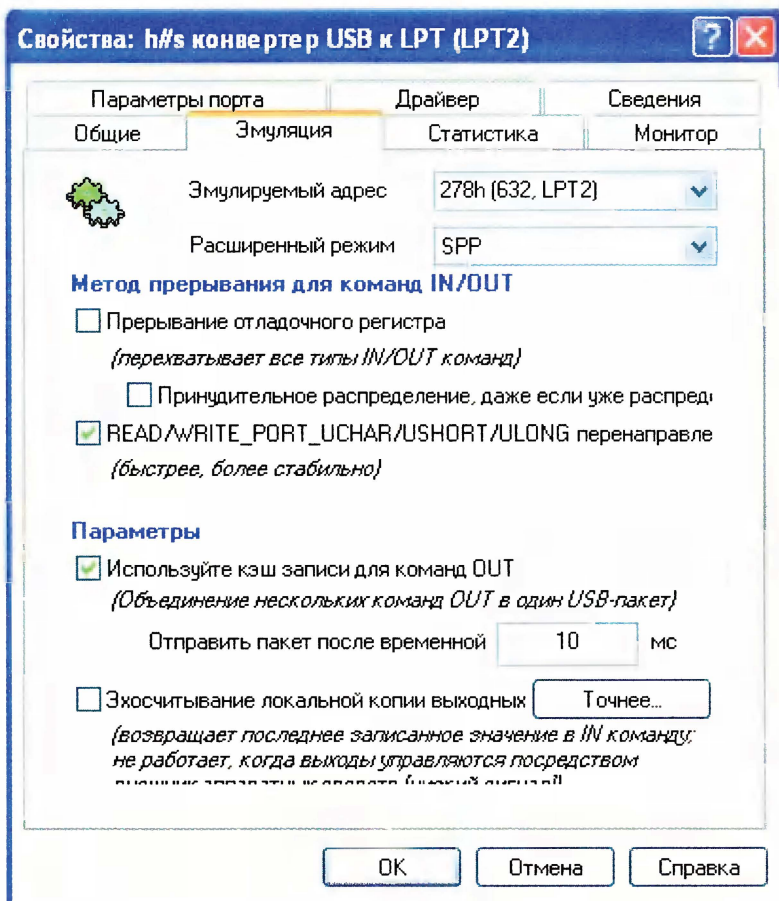 Свойства: h#s конвертер USB к LPT (LPT2)
Параметры порта Драйвер Сведения
Общие Эмуляция Статистика Монитор
Эмулируемый адрес 278h (632, LPT2)
Расширенный режим SPP
Метод прерывания для команд IN/OUT
Прерывание отладочного регистра
(перехватывает все типы IN/OUT команд)
Принудительное распределение, даже если уже распред
READ/WRITE_PORT_UCHAR/USHORT/ULONG перенаправле
(быстрее, более стабильно)
Параметры
Используйте кэш записи для команд OUT
(Объединение нескольких команд OUT в один USB-пакет)
Отправить пакет после временной 10 мс
Эхосчитывание локальной копии выходных Точнее...
(возвращает последнее записанное значение в IN команду;
не работает, когда выходы управляются посредством
OK Отмена Справка